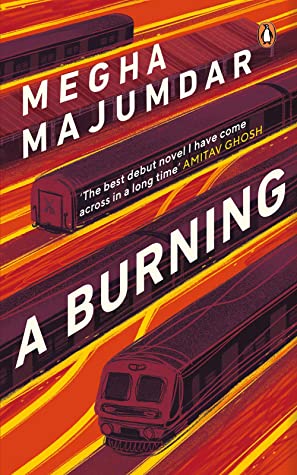 MEGHA
MAJUMDAR
'The best debut novel I have come
across in a long time' AMITAV GHOSH
A BURNING